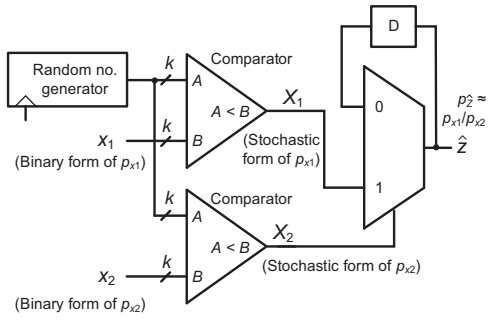 Random no.
generator
k
Comparator
A
A < B
k
B
x1
(Binary form of px1)
X1
(Stochastic
form of px1)
D
0
1
pẑ ≈
px1/px2
ẑ
k
Comparator
A
A < B
k
B
x2
(Binary form of px2)
X2
(Stochastic form of px2)